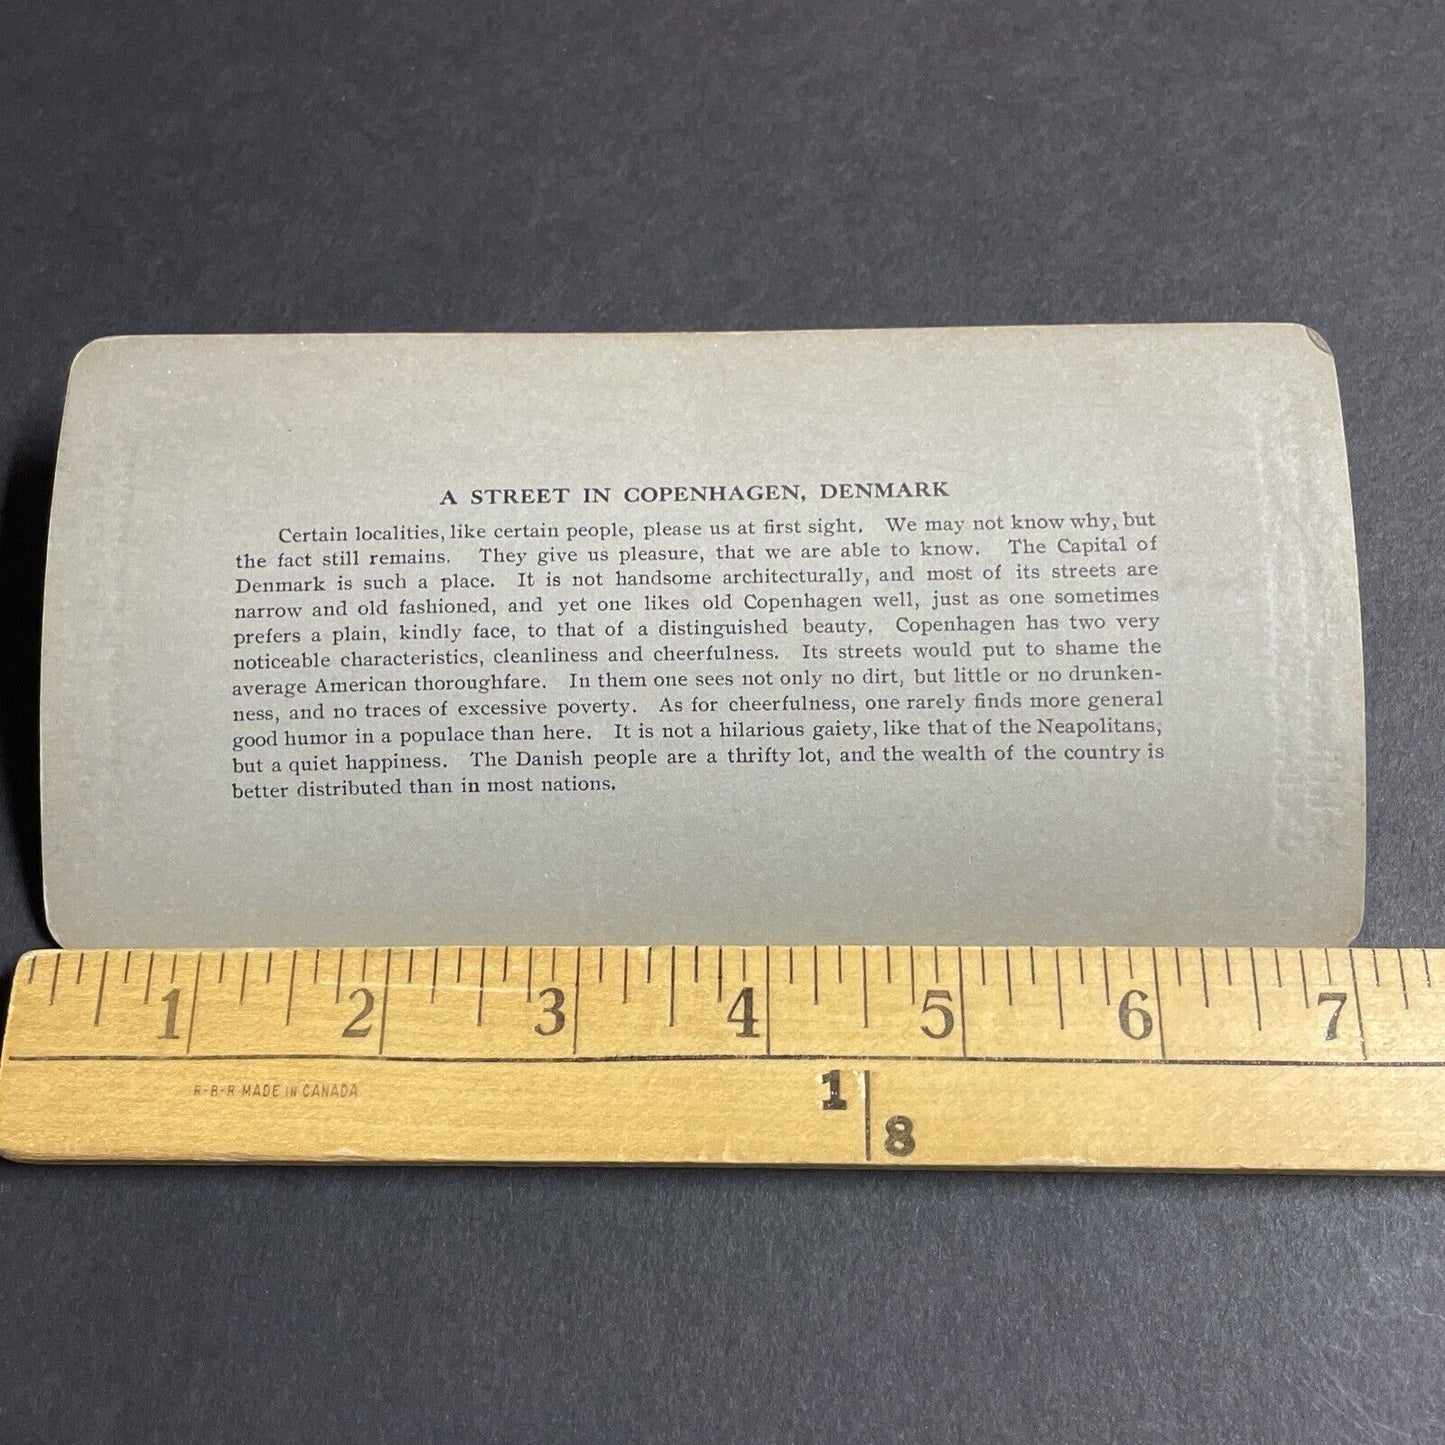 A STREET IN COPENHAGEN, DENMARK
Certain localities, like certain people, please us at first sight. We may not know why, but
the fact still remains. They give us pleasure, that we are able to know. The Capital of
Denmark is such a place. It is not handsome architecturally, and most of its streets are
narrow and old fashioned, and yet one likes old Copenhagen well, just as one sometimes
prefers a plain, kindly face, to that of a distinguished beauty. Copenhagen has two very
noticeable characteristics, cleanliness and cheerfulness. Its streets would put to shame the
average American thoroughfare. In them one sees not only no dirt, but little or no drunken-
ness, and no traces of excessive poverty. As for cheerfulness, one rarely finds more general
good humor in a populace than here. It is not a hilarious gaiety, like that of the Neapolitans,
but a quiet happiness. The Danish people are a thrifty lot, and the wealth of the country is
better distributed than in most nations.
1 2 3 4 5 6 7
R-B-R MADE IN CANADA
1
8